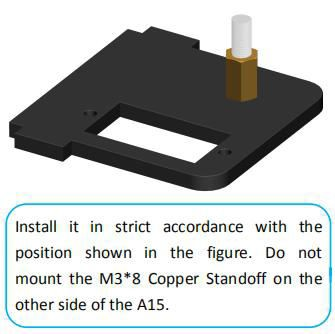 Install it in strict accordance with the
position shown in the figure. Do not
mount the M3*8 Copper Standoff on the
other side of the A15.